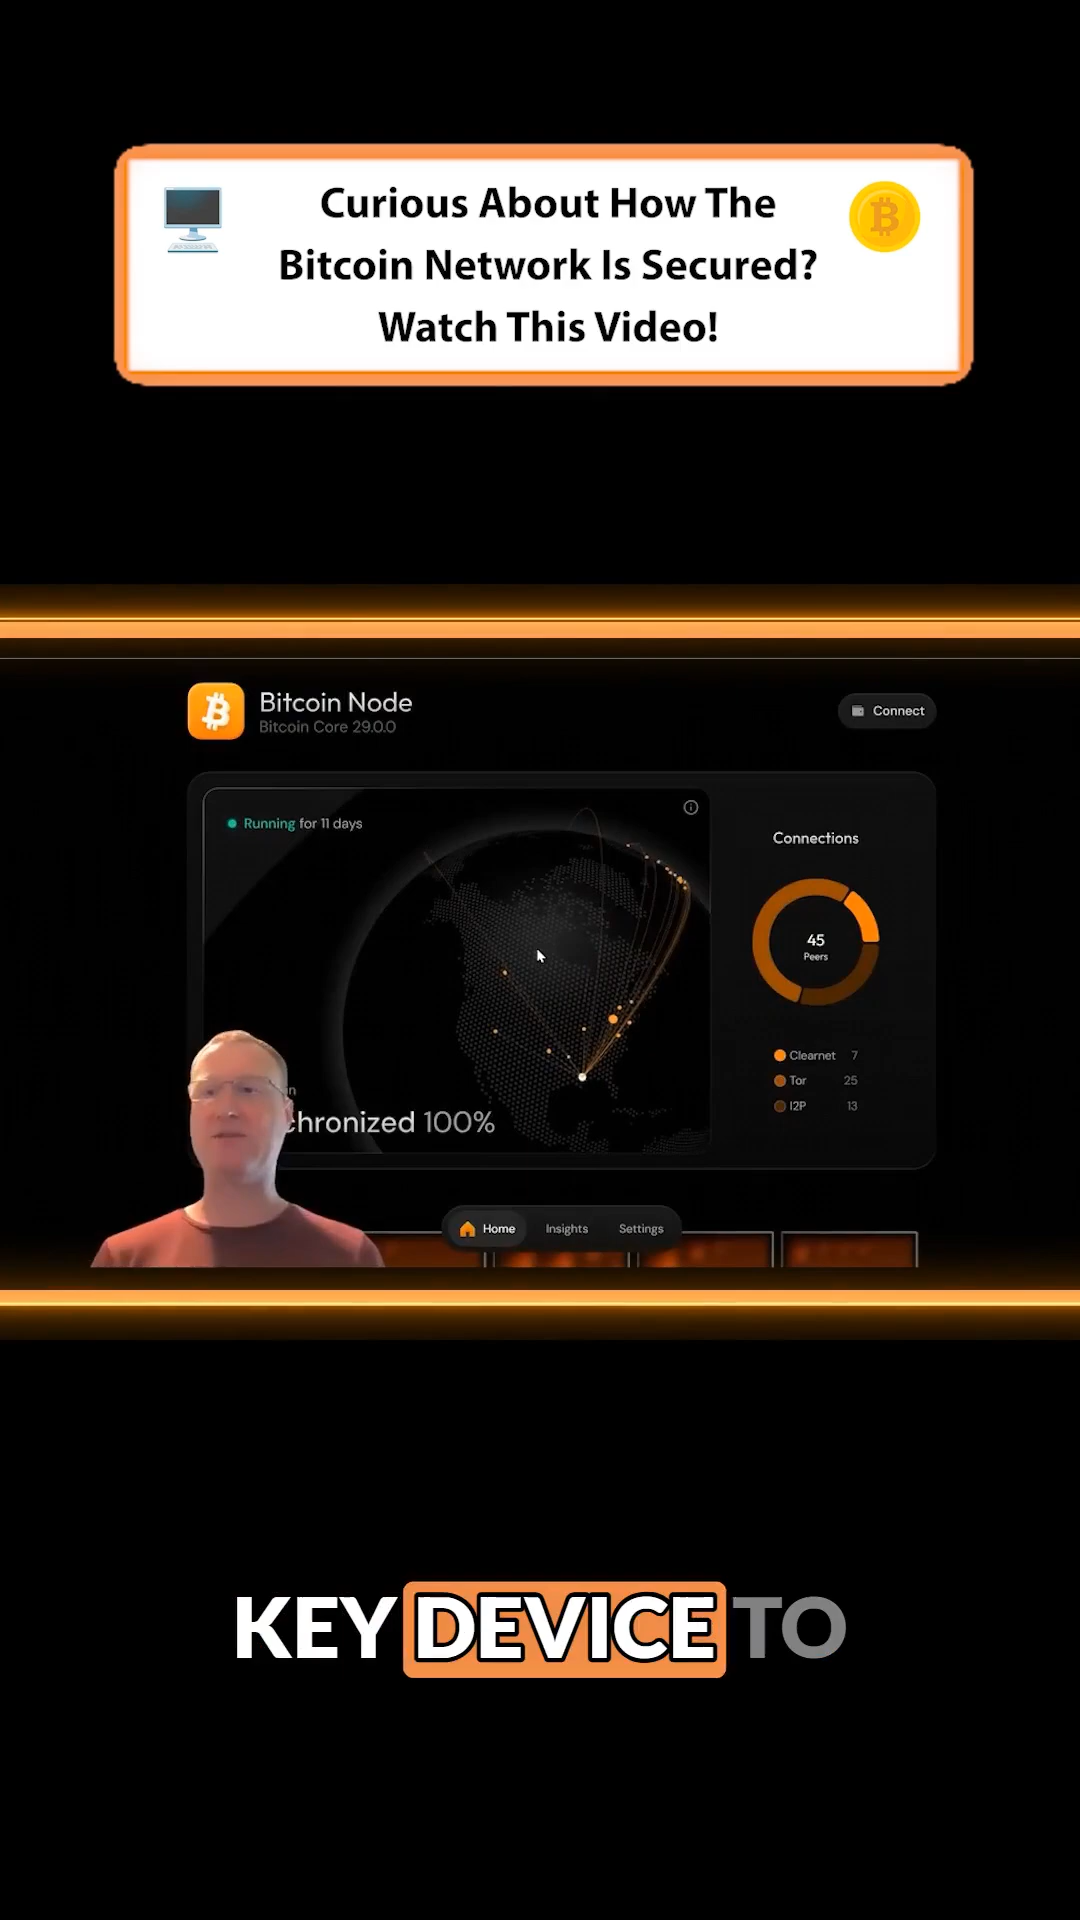 Curious About How The
Bitcoin Network Is Secured?
Watch This Video!
Bitcoin Node
Bitcoin Core 29.0.0
Connect
Running for 11 days
Connections
45
Peers
Clearnet 7
Tor 25
I2P 13
chronized 100%
Home Insights Settings
KEY DEVICE TO